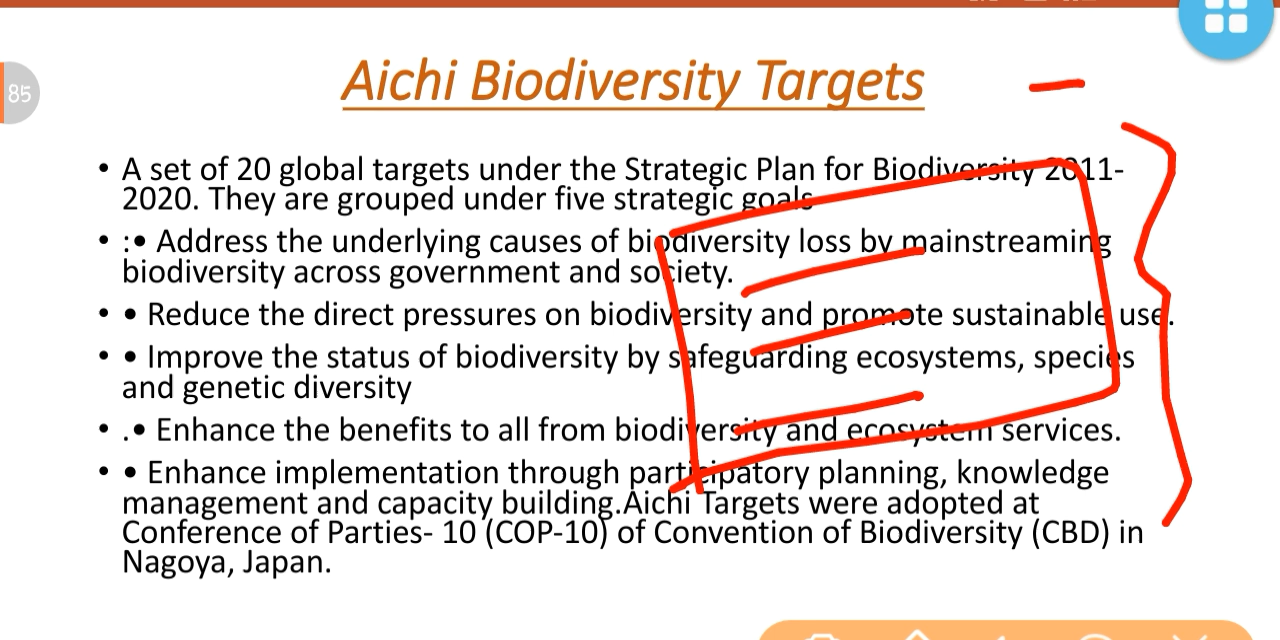 85
Aichi Biodiversity Targets
• A set of 20 global targets under the Strategic Plan for Biodiversity 2011-
2020. They are grouped under five strategic goals
• :• Address the underlying causes of biodiversity loss by mainstreaming
biodiversity across government and society.
• • Reduce the direct pressures on biodiversity and promote sustainable use.
• • Improve the status of biodiversity by safeguarding ecosystems, species
and genetic diversity
• .• Enhance the benefits to all from biodiversity and ecosystem services.
• • Enhance implementation through participatory planning, knowledge
management and capacity building.Aichi Targets were adopted at
Conference of Parties- 10 (COP-10) of Convention of Biodiversity (CBD) in
Nagoya, Japan.